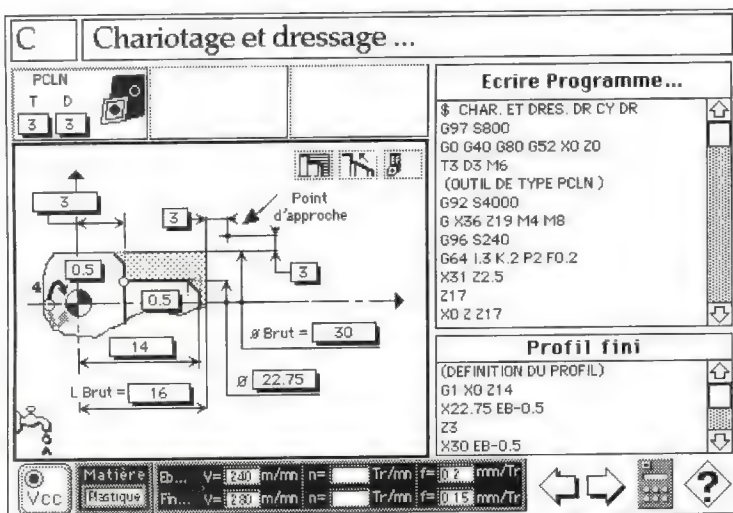 C
Chariotage et dressage ...
PCLN
T D
3 3
Ecrire Programme...
$ CHAR. ET DRES. DR CY DR
G97 S800
G0 G40 G80 G52 X0 Z0
T3 D3 M6
(OUTIL DE TYPE PCLN )
G92 S4000
G X36 Z19 M4 M8
G96 S240
G64 I.3 K.2 P2 F0.2
X31 Z2.5
Z17
X0 Z Z17
3
3
Point
d'approche
3
0.5
0.5
4
ø Brut = 30
14
ø 22.75
L Brut = 16
Profil fini
(DEFINITION DU PROFIL)
G1 X0 Z14
X22.75 EB-0.5
Z3
X30 EB-0.5
Vcc
Matière
Plastique
Eb... V= 240 m/mn n= Tr/mn f= 0.2 mm/Tr
Fin... V= 280 m/mn n= Tr/mn f= 0.15 mm/Tr
?